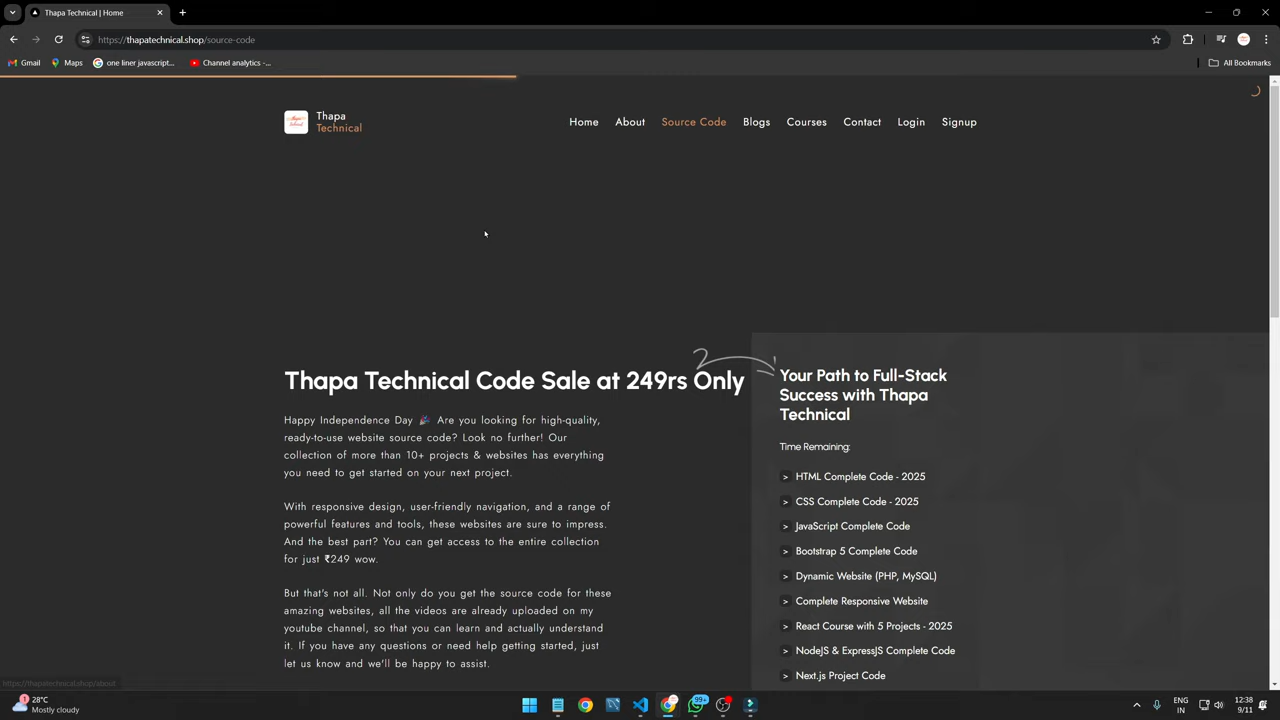 Thapa Technical | Home
https://thapatechnical.shop/source-code
Gmail
Maps
one liner javascript...
Channel analytics -...
All Bookmarks
Thapa
Technical
Home
About
Source Code
Blogs
Courses
Contact
Login
Signup
Thapa Technical Code Sale at 249rs Only
Happy Independence Day 🎉 Are you looking for high-quality,
ready-to-use website source code? Look no further! Our
collection of more than 10+ projects & websites has everything
you need to get started on your next project.
With responsive design, user-friendly navigation, and a range of
powerful features and tools, these websites are sure to impress.
And the best part? You can get access to the entire collection
for just ₹249 wow.
But that's not all. Not only do you get the source code for these
amazing websites, all the videos are already uploaded on my
youtube channel, so that you can learn and actually understand
it. If you have any questions or need help getting started, just
let us know and we'll be happy to assist.
Your Path to Full-Stack
Success with Thapa
Technical
Time Remaining:
> HTML Complete Code - 2025
> CSS Complete Code - 2025
> JavaScript Complete Code
> Bootstrap 5 Complete Code
> Dynamic Website (PHP, MySQL)
> Complete Responsive Website
> React Course with 5 Projects - 2025
> NodeJS & ExpressJS Complete Code
> Next.js Project Code
https://thapatechnical.shop/about
1
28°C
Mostly cloudy
99+
ENG
IN
12:38
9/11